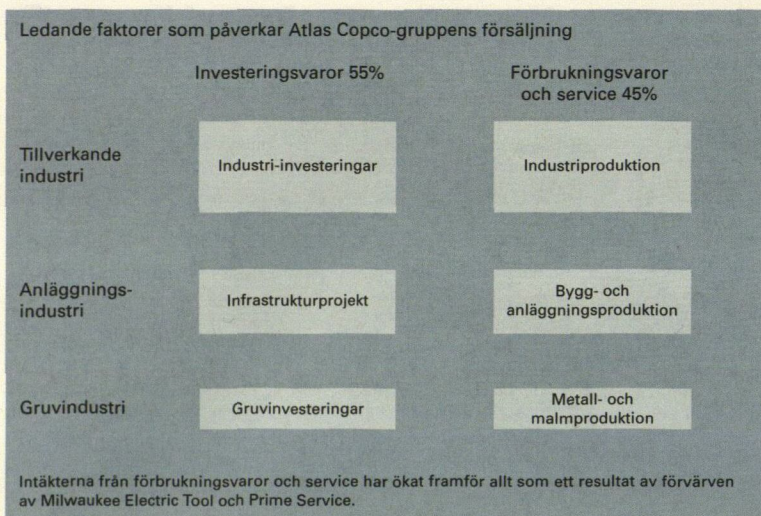 Ledande faktorer som påverkar Atlas Copco-gruppens försäljning
Investeringsvaror 55%
Förbrukningsvaror
och service 45%
Tillverkande
industri
Industri-investeringar
Industriproduktion
Anläggnings-
industri
Infrastrukturprojekt
Bygg- och
anläggningsproduktion
Gruvindustri
Gruvinvesteringar
Metall- och
malmproduktion
Intäkterna från förbrukningsvaror och service har ökat framför allt som ett resultat av förvärven
av Milwaukee Electric Tool och Prime Service.